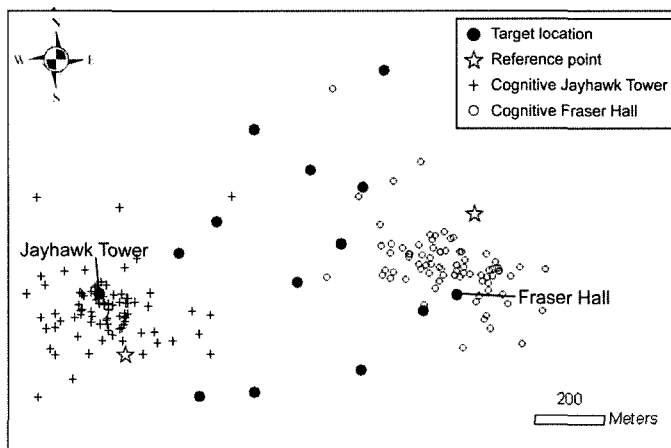 N
W E
S
Target location
Reference point
Cognitive Jayhawk Tower
Cognitive Fraser Hall
Jayhawk Tower
Fraser Hall
200
Meters